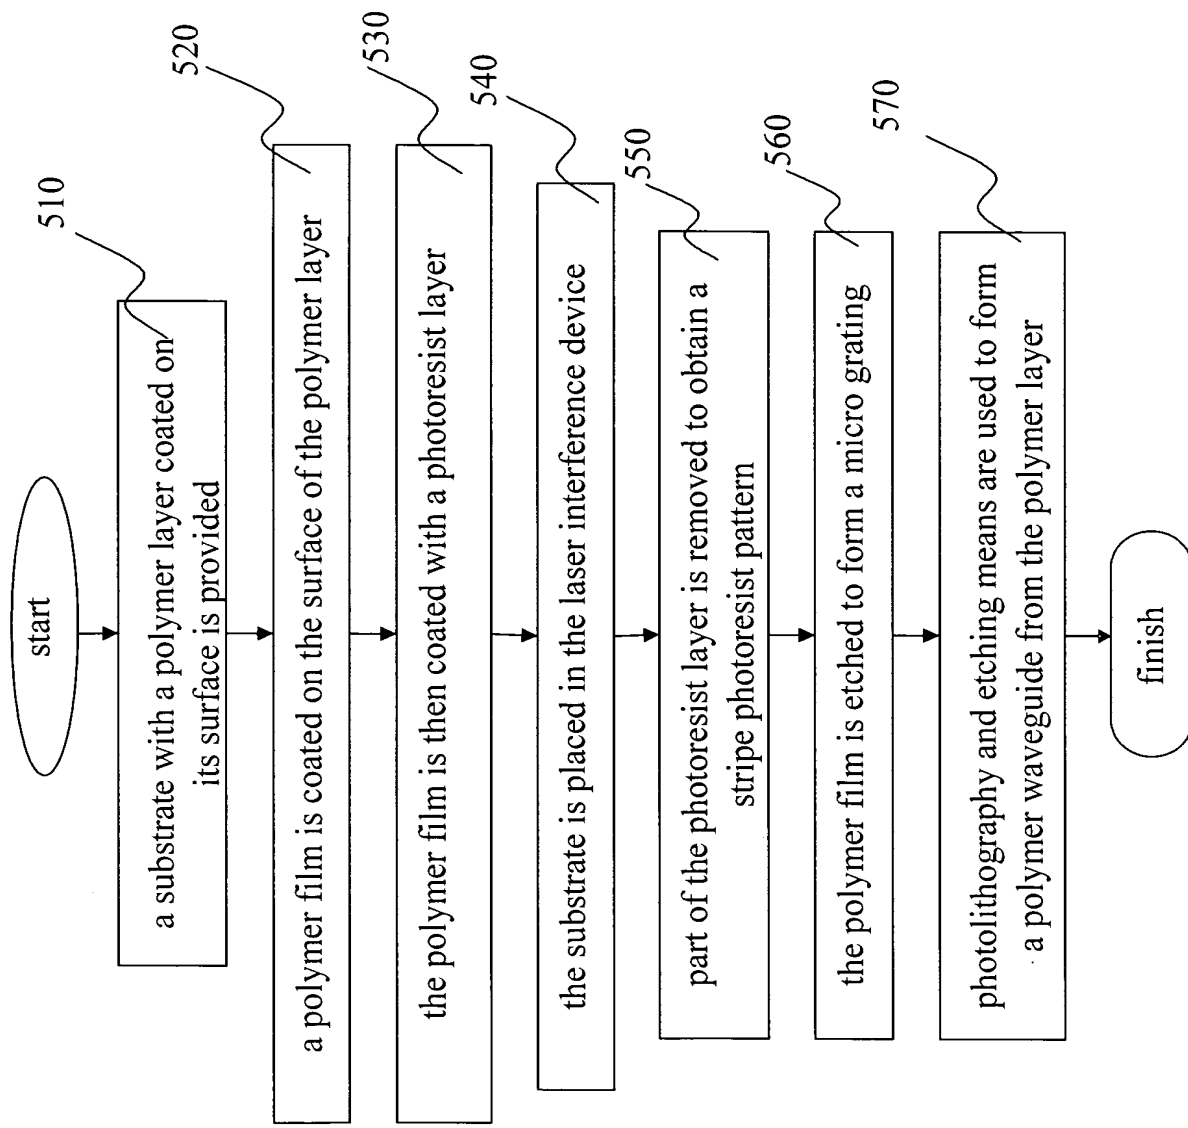 start
510
a substrate with a polymer layer coated on
its surface is provided
520
a polymer film is coated on the surface of the polymer layer
530
the polymer film is then coated with a photoresist layer
540
the substrate is placed in the laser interference device
550
part of the photoresist layer is removed to obtain a
stripe photoresist pattern
560
the polymer film is etched to form a micro grating
570
photolithography and etching means are used to form
a polymer waveguide from the polymer layer
finish